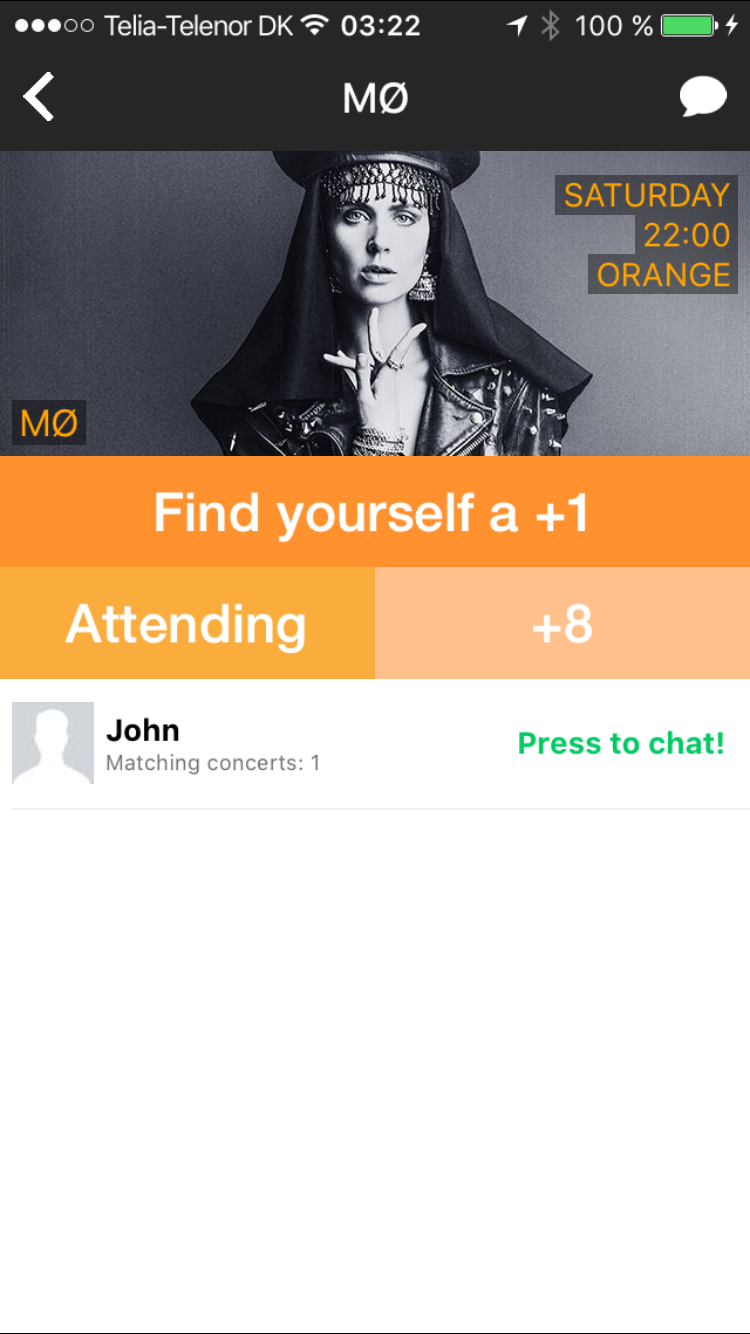 Telia-Telenor DK 03:22 100 %
MØ
SATURDAY
22:00
ORANGE
MØ
Find yourself a +1
Attending
+8
John
Matching concerts: 1
Press to chat!